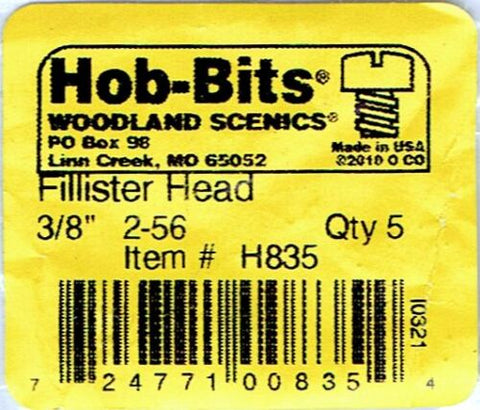 Hob-Bits®
WOODLAND SCENICS®
PO Box 98
Linn Creek, MO 65052
Made in USA
©2010 O CO
Fillister Head
3/8" 2-56 Qty 5
Item # H835
I0321
7 24771 00835 4